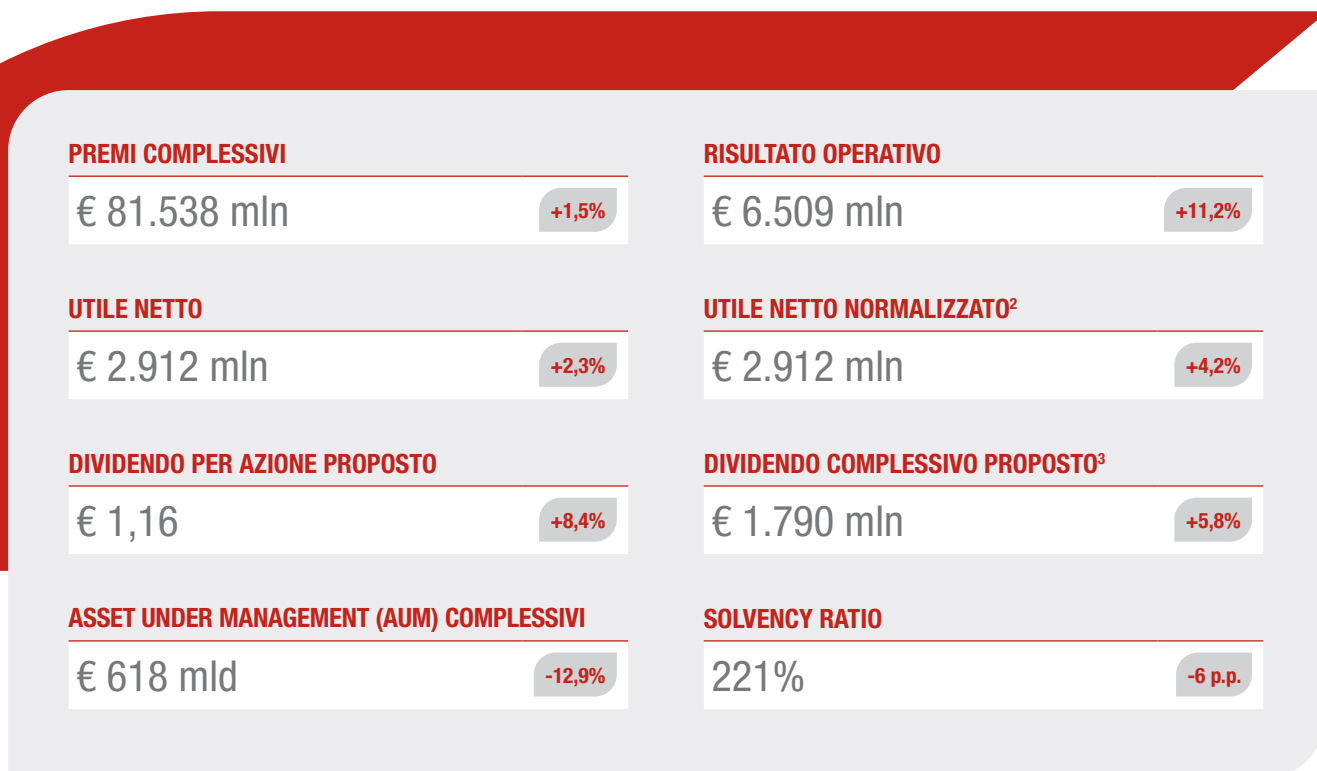 PREMI COMPLESSIVI
€ 81.538 mln
+1,5%
RISULTATO OPERATIVO
€ 6.509 mln
+11,2%
UTILE NETTO
€ 2.912 mln
+2,3%
UTILE NETTO NORMALIZZATO²
€ 2.912 mln
+4,2%
DIVIDENDO PER AZIONE PROPOSTO
€ 1,16
+8,4%
DIVIDENDO COMPLESSIVO PROPOSTO³
€ 1.790 mln
+5,8%
ASSET UNDER MANAGEMENT (AUM) COMPLESSIVI
€ 618 mld
-12,9%
SOLVENCY RATIO
221%
-6 p.p.